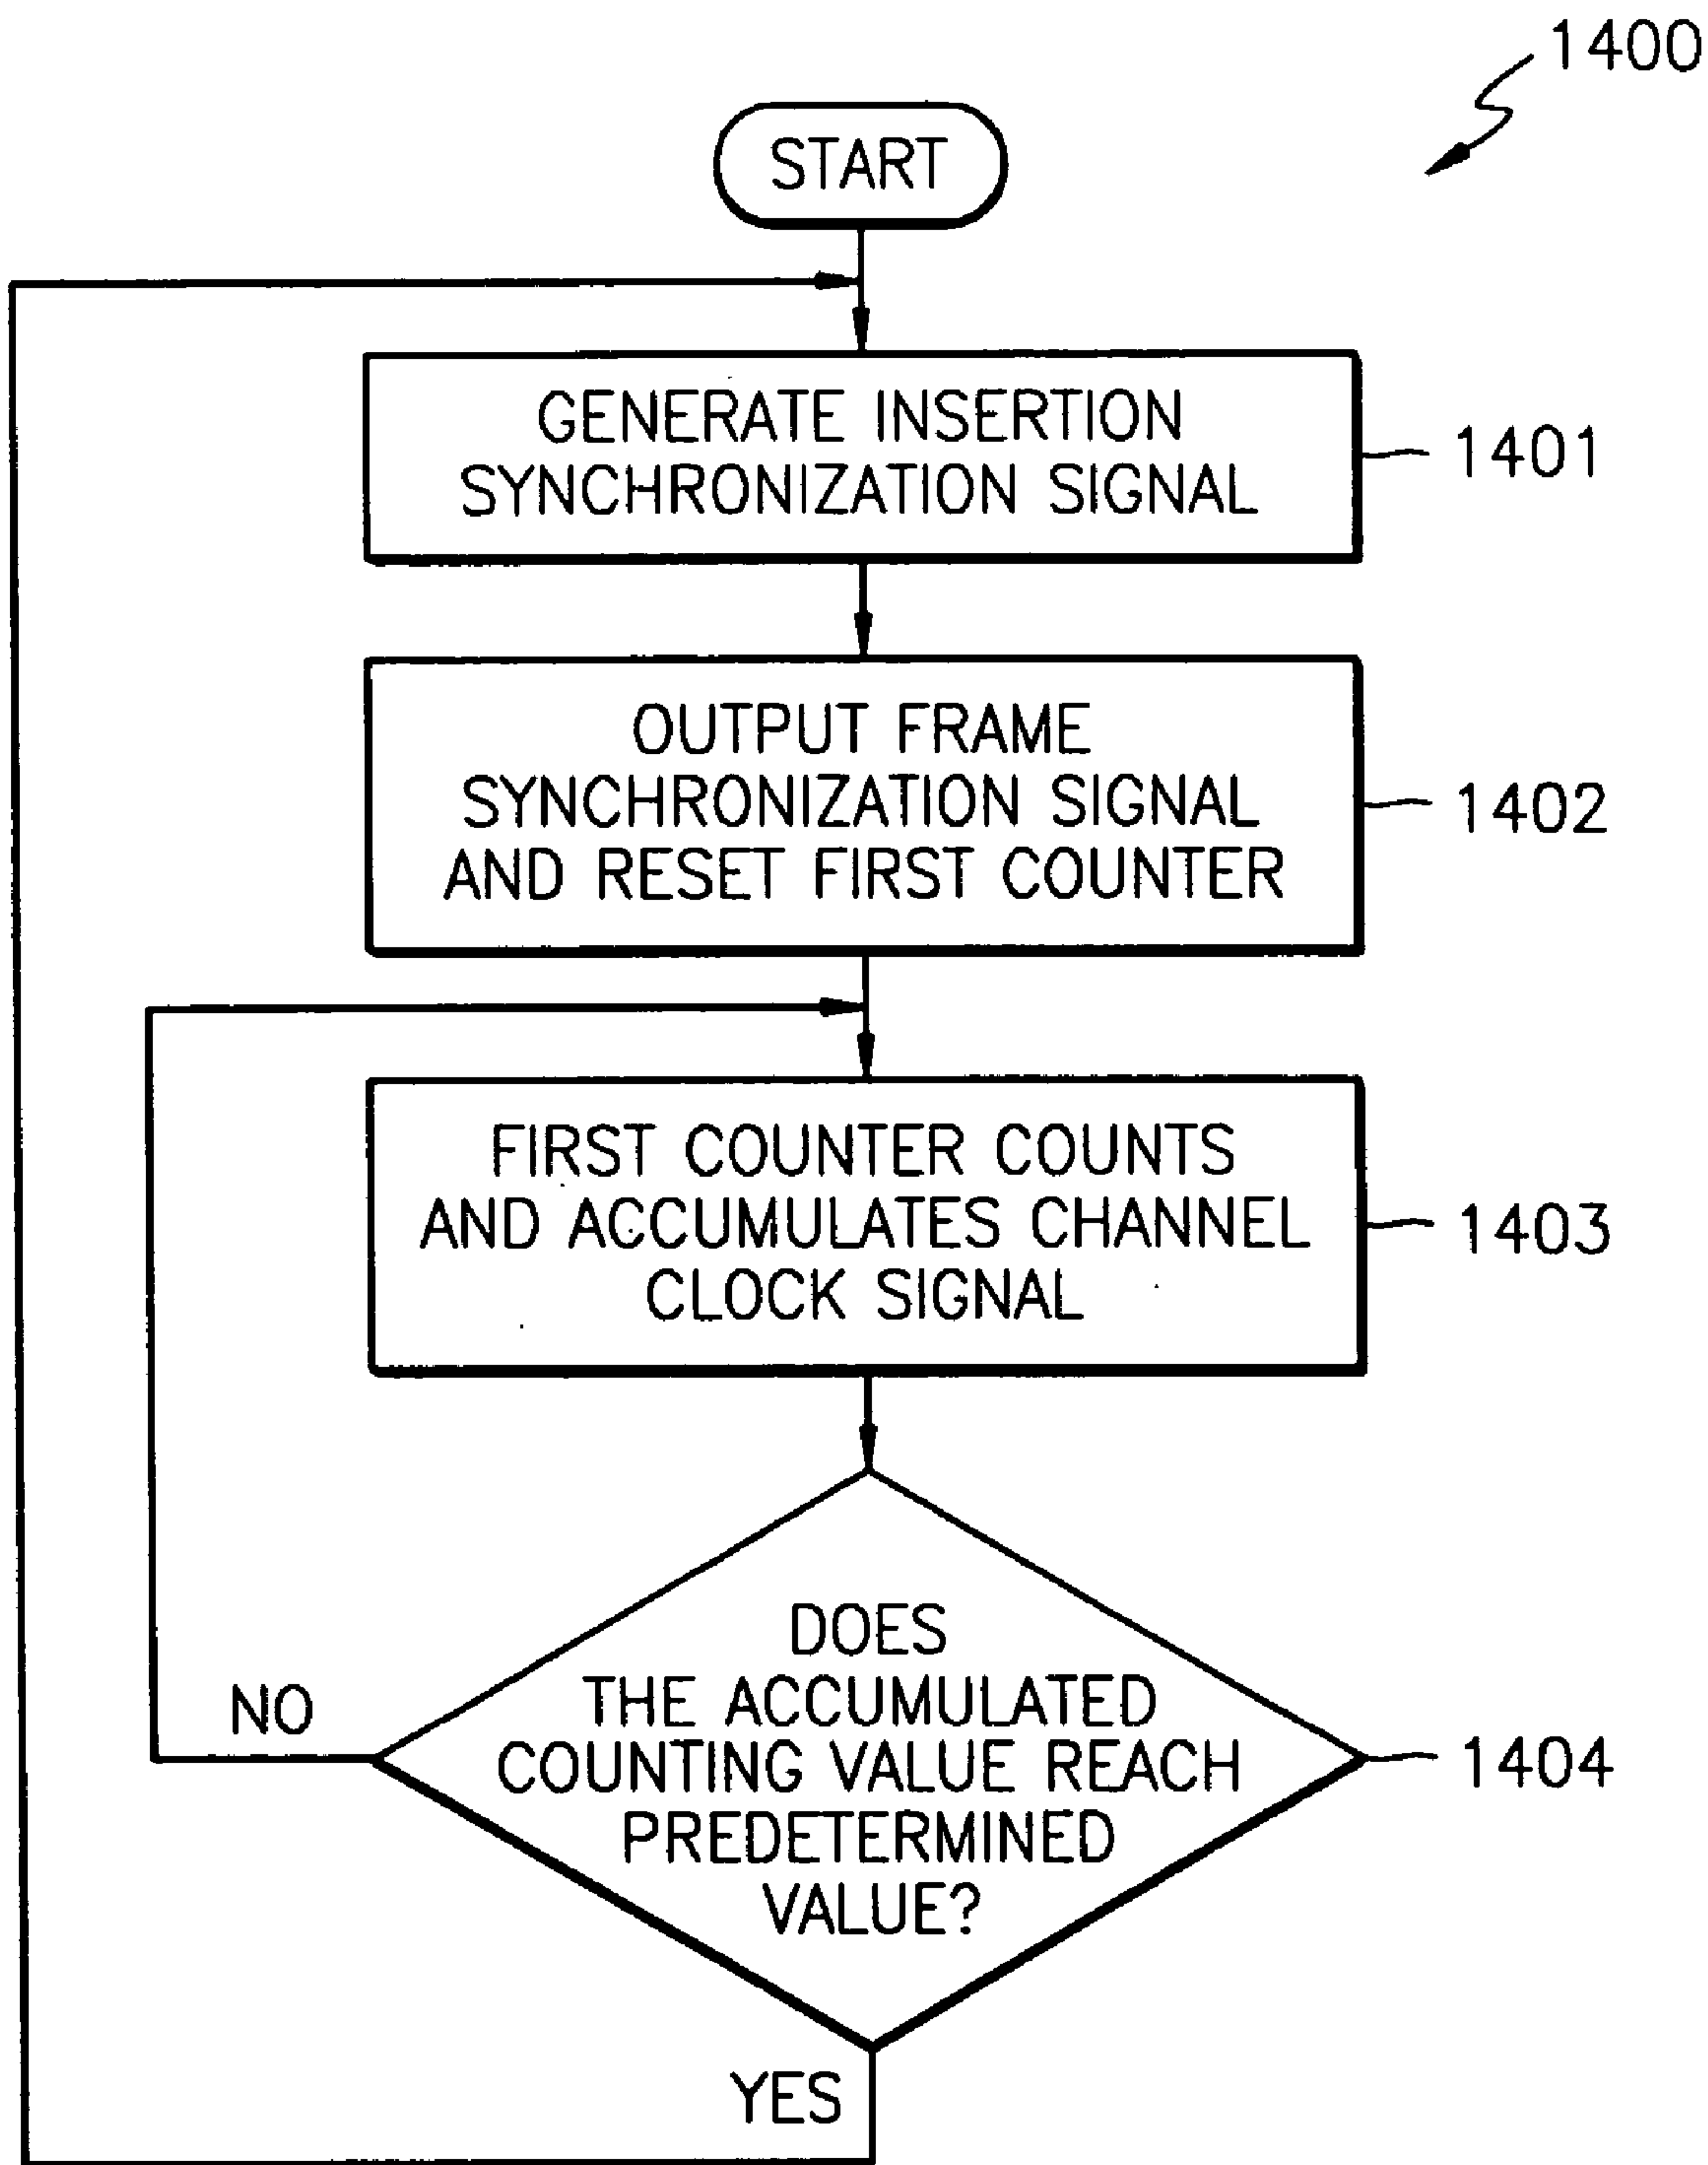 1400
START
GENERATE INSERTION
SYNCHRONIZATION SIGNAL
1401
OUTPUT FRAME
SYNCHRONIZATION SIGNAL
AND RESET FIRST COUNTER
1402
FIRST COUNTER COUNTS
AND ACCUMULATES CHANNEL
CLOCK SIGNAL
1403
DOES
THE ACCUMULATED
COUNTING VALUE REACH
PREDETERMINED
VALUE?
1404
NO
YES